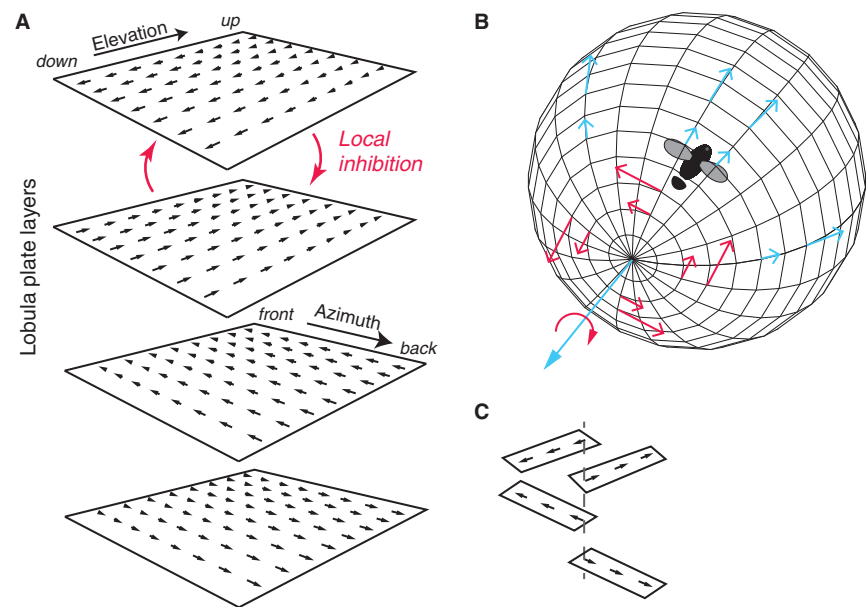 A
Elevation
up
down
Local
inhibition
Lobula plate layers
front
Azimuth
back
B
C